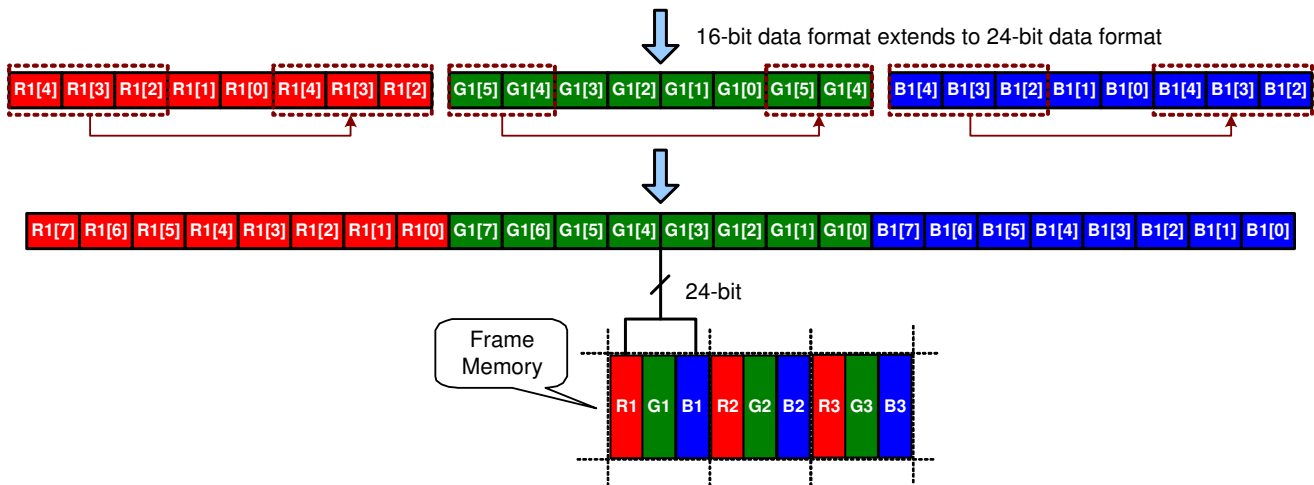 16-bit data format extends to 24-bit data format
R1[4] R1[3] R1[2] R1[1] R1[0] R1[4] R1[3] R1[2] G1[5] G1[4] G1[3] G1[2] G1[1] G1[0] G1[5] G1[4] B1[4] B1[3] B1[2] B1[1] B1[0] B1[4] B1[3] B1[2]
R1[7] R1[6] R1[5] R1[4] R1[3] R1[2] R1[1] R1[0] G1[7] G1[6] G1[5] G1[4] G1[3] G1[2] G1[1] G1[0] B1[7] B1[6] B1[5] B1[4] B1[3] B1[2] B1[1] B1[0]
24-bit
Frame
Memory
R1 G1 B1 R2 G2 B2 R3 G3 B3